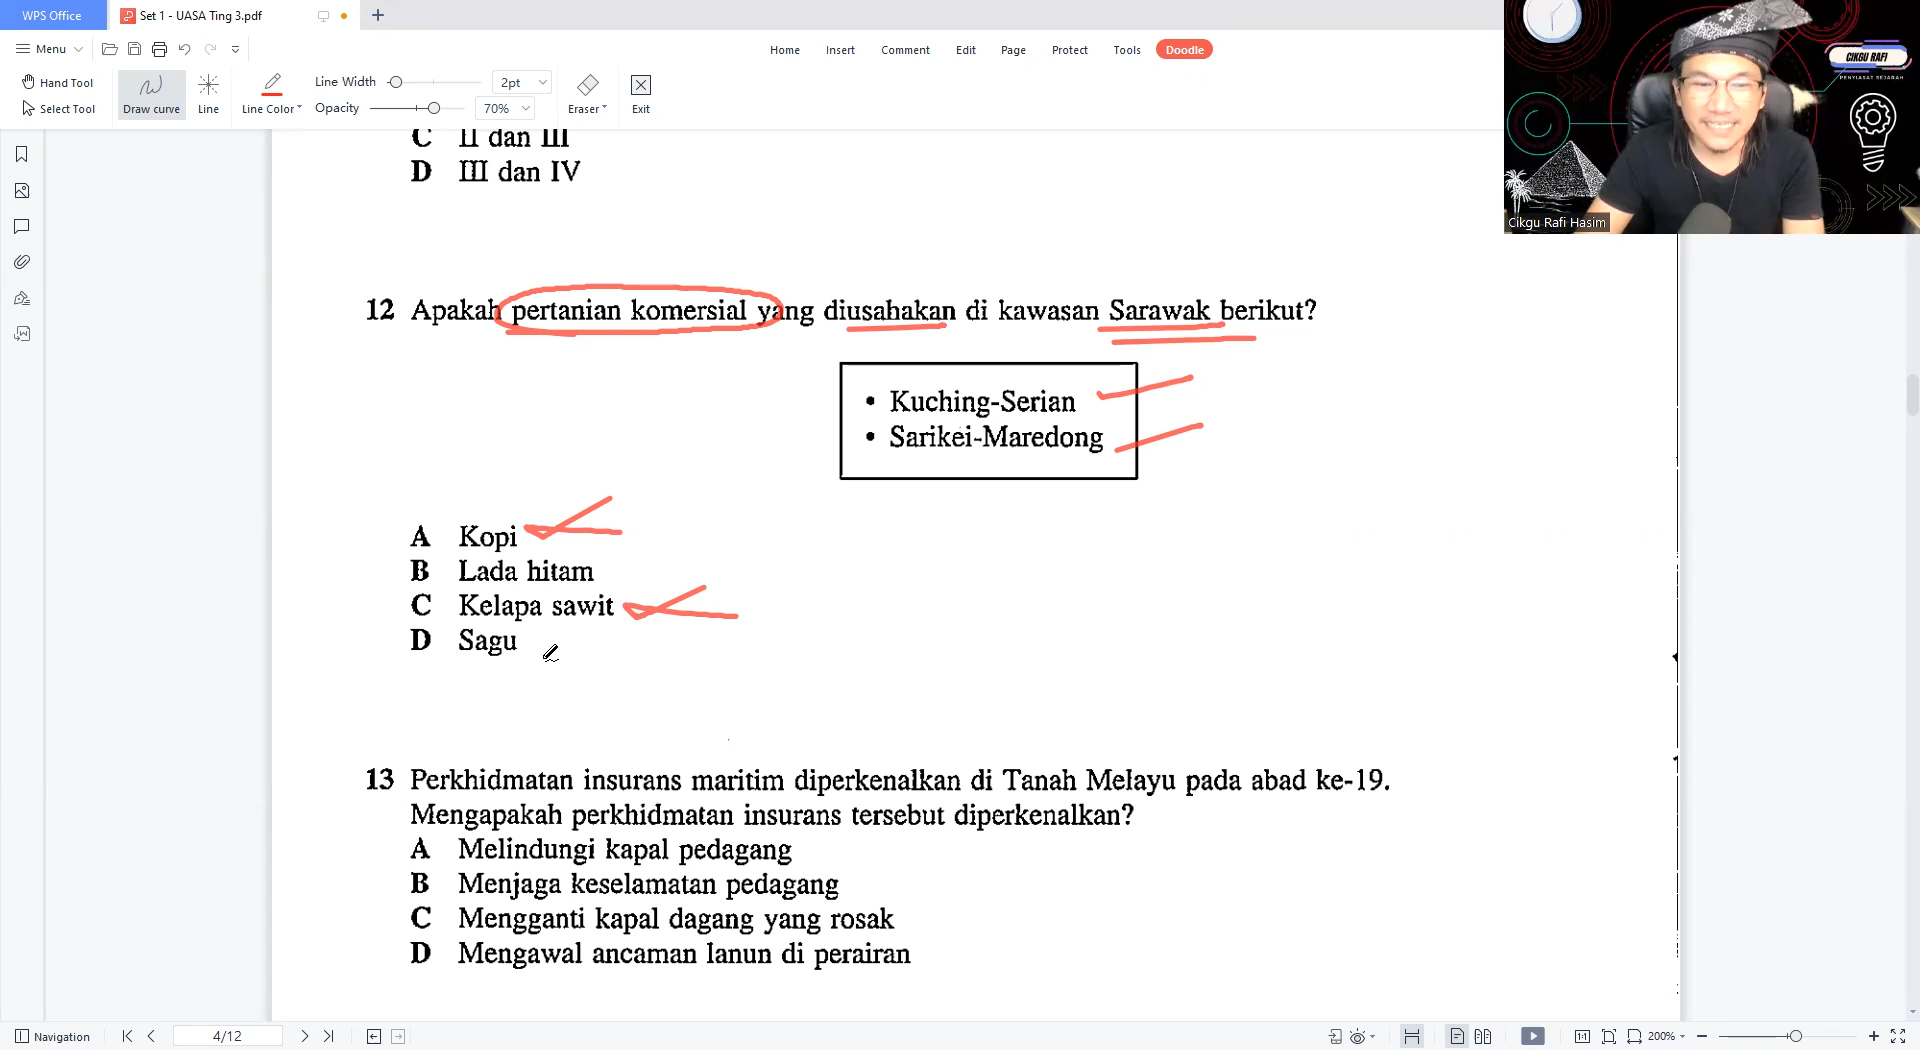 WPS Office
Set 1 - UASA Ting 3.pdf
Menu
Home Insert Comment Edit Page Protect Tools Doodle
Hand Tool
Select Tool
Draw curve
Line
Line Color
Line Width 2pt
Opacity 70%
Eraser
Exit
CIKGU RAFI
PENYIASAT SEJARAH
Cikgu Rafi Hasim
C II dan III
D III dan IV
12 Apakah pertanian komersial yang diusahakan di kawasan Sarawak berikut?
• Kuching-Serian
• Sarikei-Maredong
A Kopi
B Lada hitam
C Kelapa sawit
D Sagu
13 Perkhidmatan insurans maritim diperkenalkan di Tanah Melayu pada abad ke-19.
Mengapakah perkhidmatan insurans tersebut diperkenalkan?
A Melindungi kapal pedagang
B Menjaga keselamatan pedagang
C Mengganti kapal dagang yang rosak
D Mengawal ancaman lanun di perairan
Navigation 4/12 200%